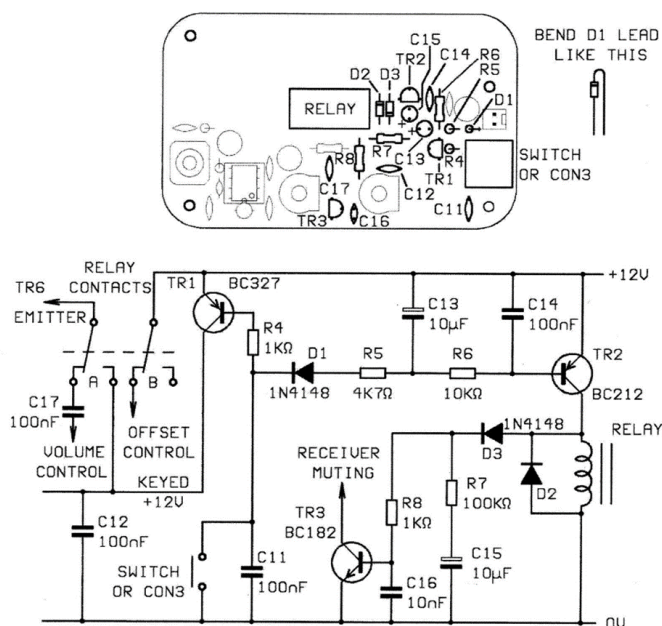 BEND D1 LEAD
LIKE THIS
C15
TR2
C14
R6
R5
D1
D2
D3
RELAY
R8
R7
C13
R4
TR1
SWITCH
OR CON3
C17
C12
TR3
C16
C11
RELAY
CONTACTS
TR6
EMITTER
TR1
BC327
+12V
C13
10µF
C14
100nF
R4
1KΩ
D1
1N4148
R5
4K7Ω
R6
10KΩ
TR2
BC212
A
B
C17
100nF
VOLUME
CONTROL
OFFSET
CONTROL
RECEIVER
MUTING
1N4148
D3
D2
RELAY
KEYED
+12V
R8
1KΩ
R7
100KΩ
C12
100nF
TR3
BC182
SWITCH
OR CON3
C11
100nF
C16
10nF
C15
10µF
0V